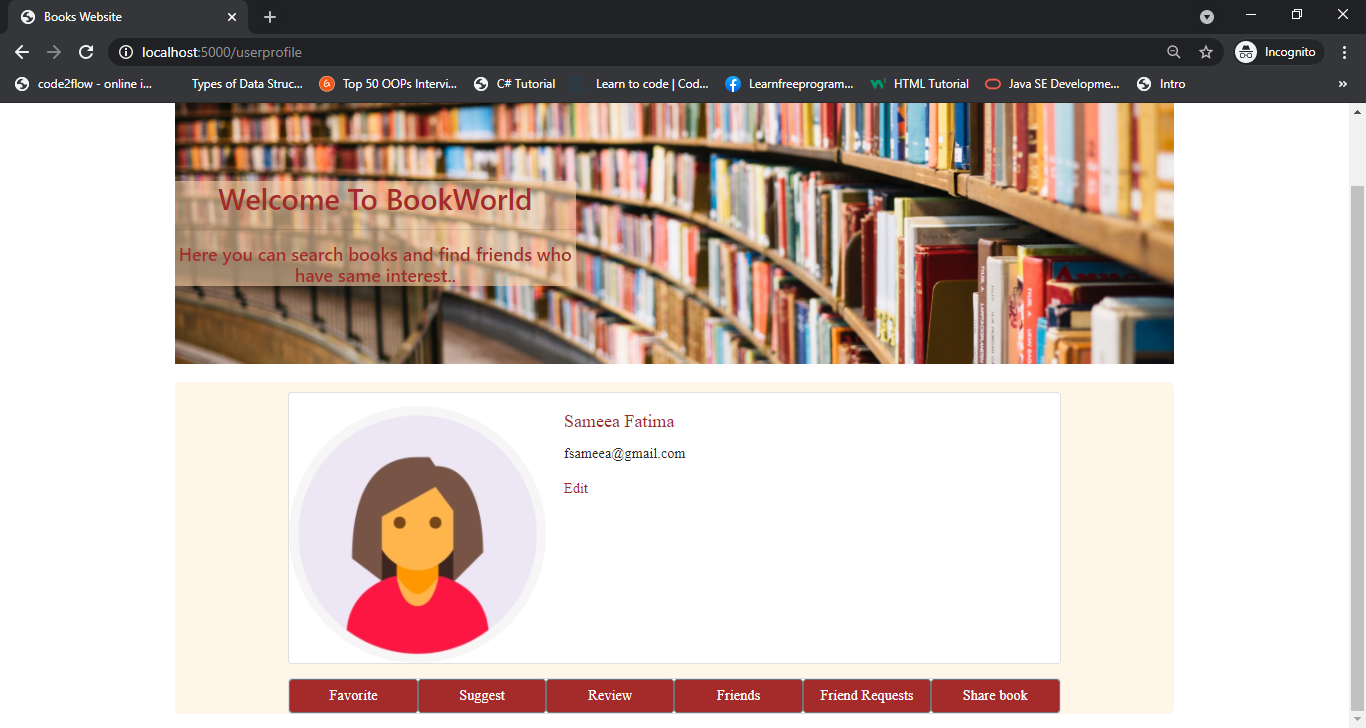 Books Website
localhost:5000/userprofile
Incognito
code2flow - online i...
Types of Data Struc...
Top 50 OOPs Intervi...
C# Tutorial
Learn to code | Cod...
Learnfreeprogram...
HTML Tutorial
Java SE Developme...
Intro
»
Welcome To BookWorld
Here you can search books and find friends who
have same interest..
Sameea Fatima
fsameea@gmail.com
Edit
Favorite
Suggest
Review
Friends
Friend Requests
Share book